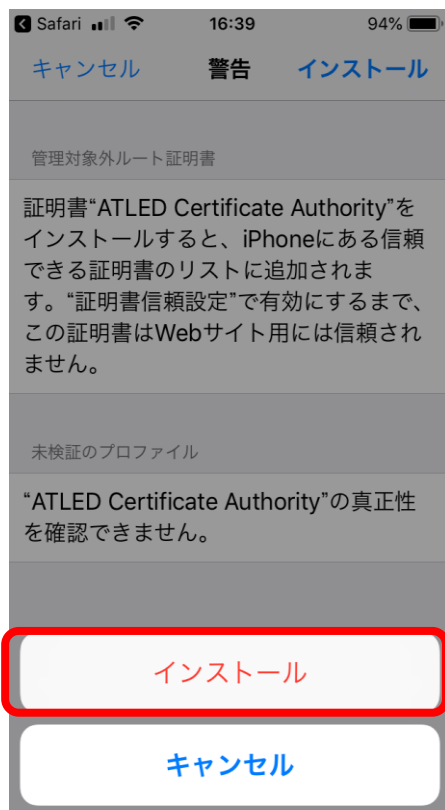 Safari 16:39 94%
キャンセル 警告 インストール
管理対象外ルート証明書
証明書“ATLED Certificate Authority”を
インストールすると、iPhoneにある信頼
できる証明書のリストに追加されま
す。“証明書信頼設定”で有効にするまで、
この証明書はWebサイト用には信頼され
ません。
未検証のプロファイル
“ATLED Certificate Authority”の真正性
を確認できません。
インストール
キャンセル